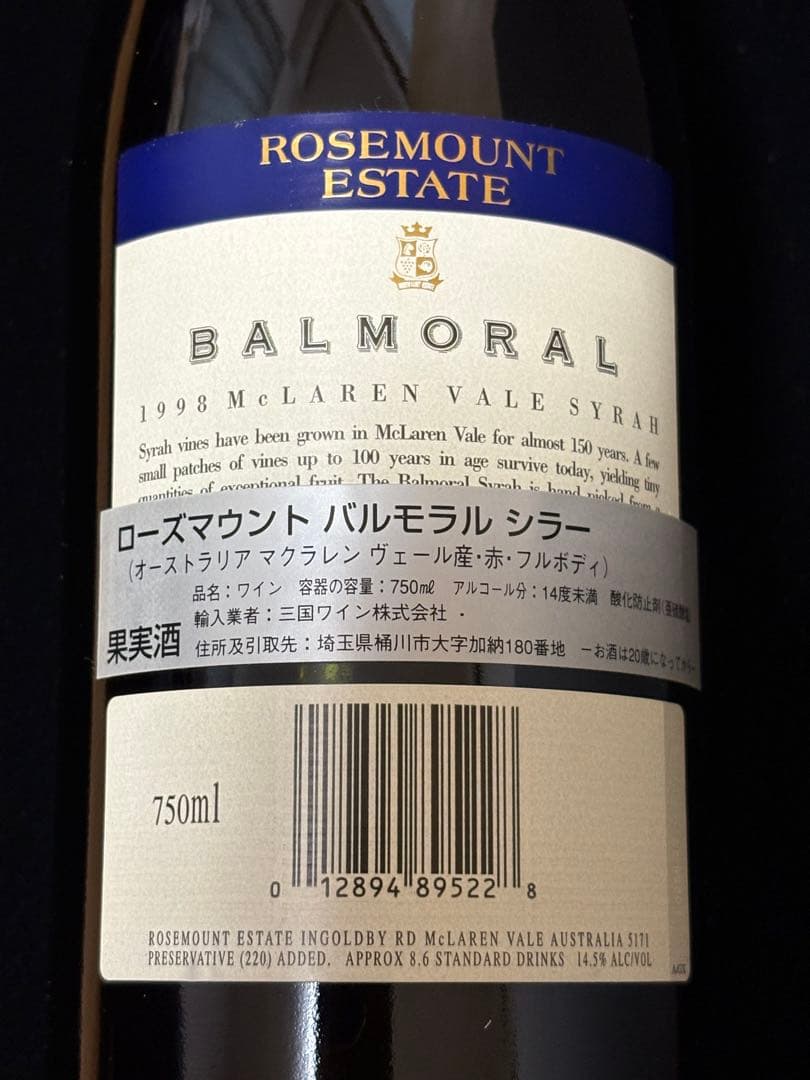 ROSEMOUNT
ESTATE
BALMORAL
1998 McLAREN VALE SYRAH
Syrah vines have been grown in McLaren Vale for almost 150 years. A few
small patches of vines up to 100 years in age survive today, yielding tiny
quantities of exceptional fruit. The Balmoral Syrah is hand picked from a
ローズマウント バルモラル シラー
(オーストラリア マクラレン ヴェール産・赤・フルボディ)
品名:ワイン 容器の容量:750ml アルコール分:14度未満 酸化防止剤(亜硫酸塩)
輸入業者:三国ワイン株式会社
果実酒 住所及引取先:埼玉県桶川市大字加納180番地 ーお酒は20歳になってからー
750ml
0 12894 89522 8
ROSEMOUNT ESTATE INGOLDBY RD McLAREN VALE AUSTRALIA 5171
PRESERVATIVE (220) ADDED. APPROX 8.6 STANDARD DRINKS 14.5% ALC/VOL